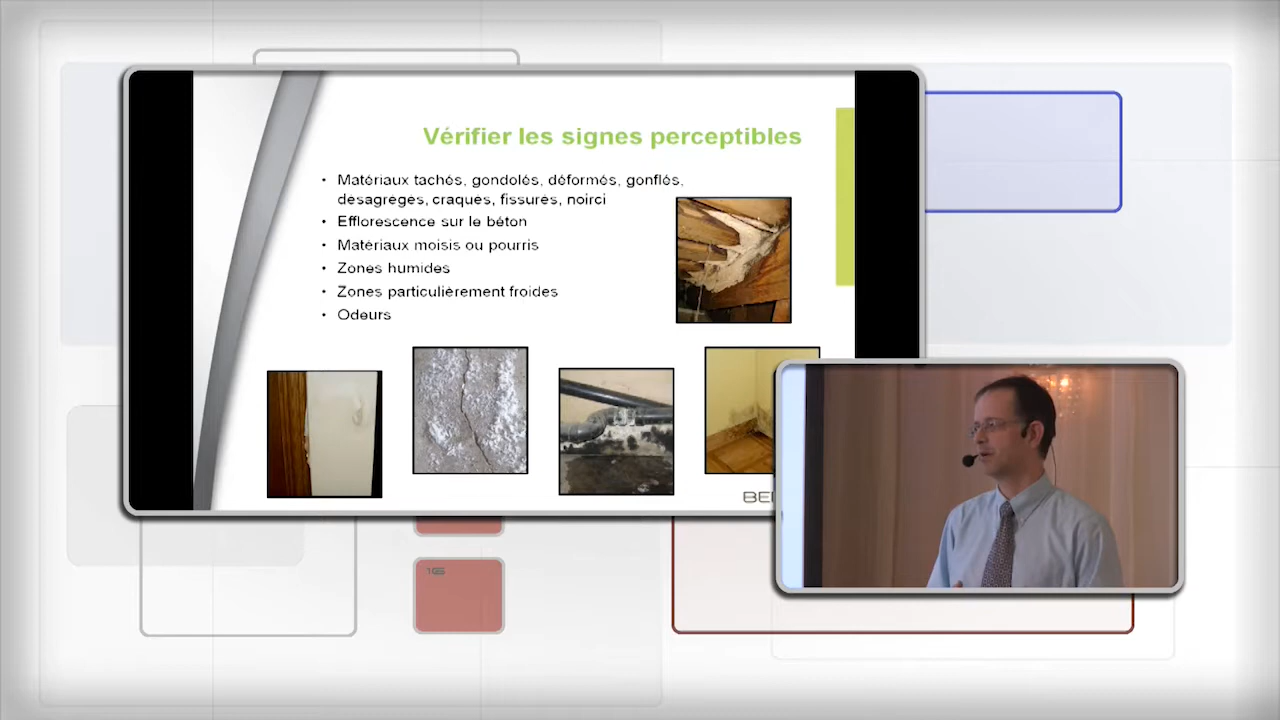 Vérifier les signes perceptibles
• Matériaux tachés, gondolés, déformés, gonflés,
désagrégés, craqués, fissurés, noirci
• Efflorescence sur le béton
• Matériaux moisis ou pourris
• Zones humides
• Zones particulièrement froides
• Odeurs